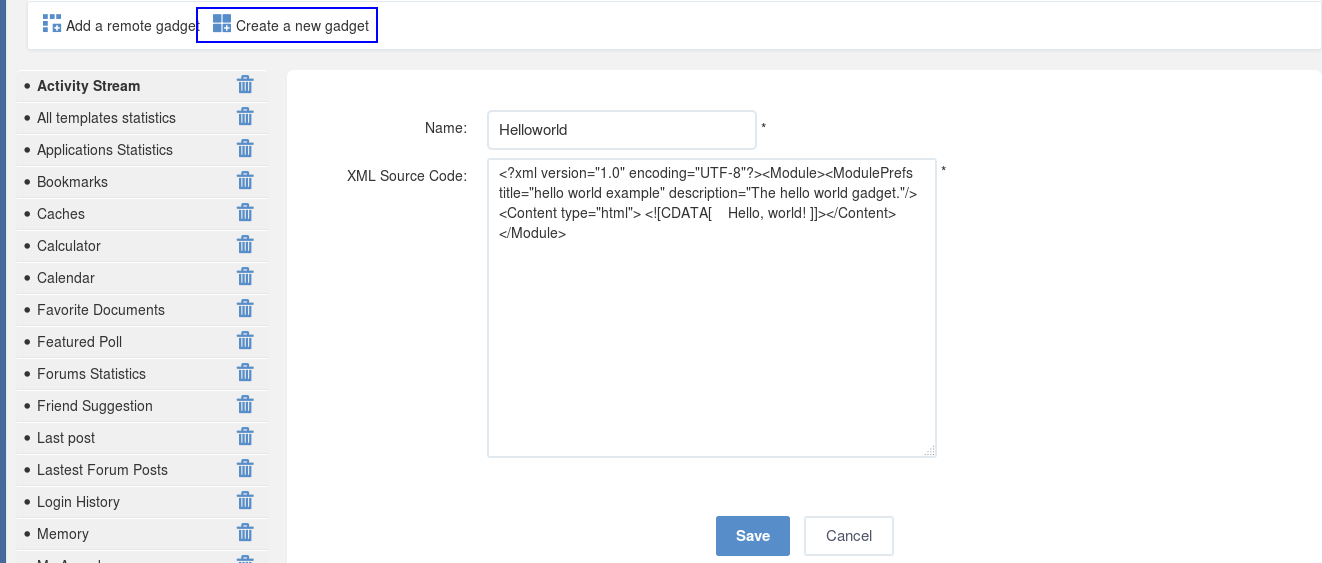 Add a remote gadget Create a new gadget
Activity Stream
All templates statistics
Applications Statistics
Bookmarks
Caches
Calculator
Calendar
Favorite Documents
Featured Poll
Forums Statistics
Friend Suggestion
Last post
Lastest Forum Posts
Login History
Memory
Name: Helloworld *
XML Source Code: *
<?xml version="1.0" encoding="UTF-8"?><Module><ModulePrefs
title="hello world example" description="The hello world gadget."/>
<Content type="html"> <![CDATA[    Hello, world! ]]></Content>
</Module>
Save Cancel